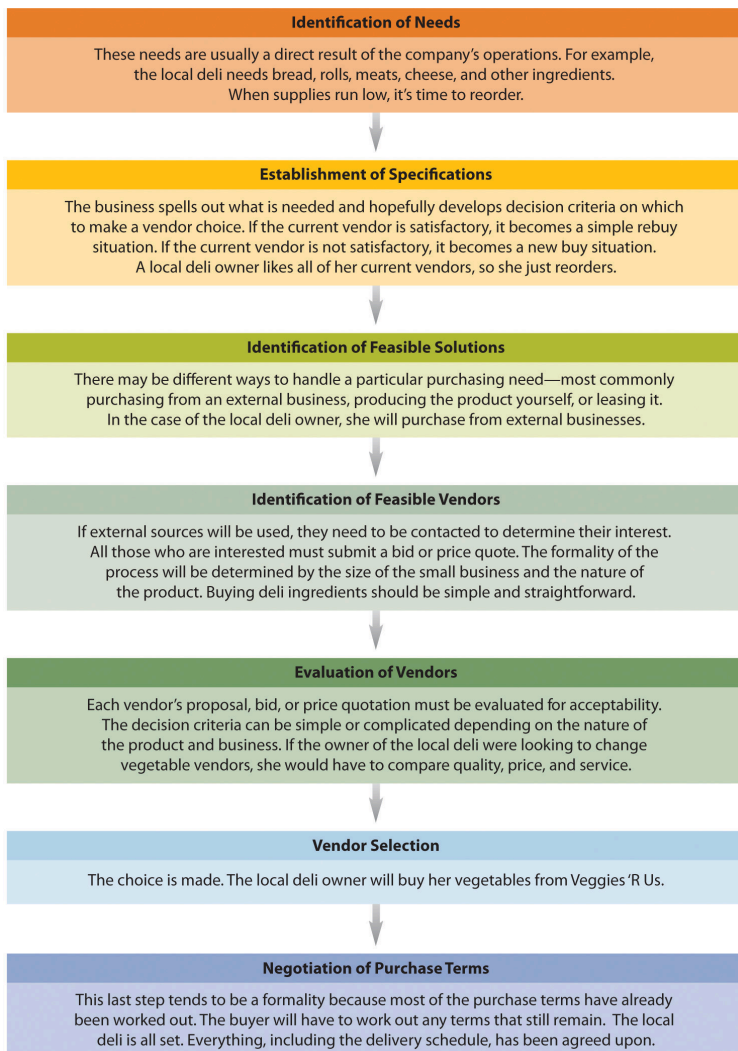 Identification of Needs
These needs are usually a direct result of the company’s operations. For example,
the local deli needs bread, rolls, meats, cheese, and other ingredients.
When supplies run low, it’s time to reorder.
Establishment of Specifications
The business spells out what is needed and hopefully develops decision criteria on which
to make a vendor choice. If the current vendor is satisfactory, it becomes a simple rebuy
situation. If the current vendor is not satisfactory, it becomes a new buy situation.
A local deli owner likes all of her current vendors, so she just reorders.
Identification of Feasible Solutions
There may be different ways to handle a particular purchasing need—most commonly
purchasing from an external business, producing the product yourself, or leasing it.
In the case of the local deli owner, she will purchase from external businesses.
Identification of Feasible Vendors
If external sources will be used, they need to be contacted to determine their interest.
All those who are interested must submit a bid or price quote. The formality of the
process will be determined by the size of the small business and the nature of
the product. Buying deli ingredients should be simple and straightforward.
Evaluation of Vendors
Each vendor’s proposal, bid, or price quotation must be evaluated for acceptability.
The decision criteria can be simple or complicated depending on the nature of
the product and business. If the owner of the local deli were looking to change
vegetable vendors, she would have to compare quality, price, and service.
Vendor Selection
The choice is made. The local deli owner will buy her vegetables from Veggies ‘R Us.
Negotiation of Purchase Terms
This last step tends to be a formality because most of the purchase terms have already
been worked out. The buyer will have to work out any terms that still remain. The local
deli is all set. Everything, including the delivery schedule, has been agreed upon.